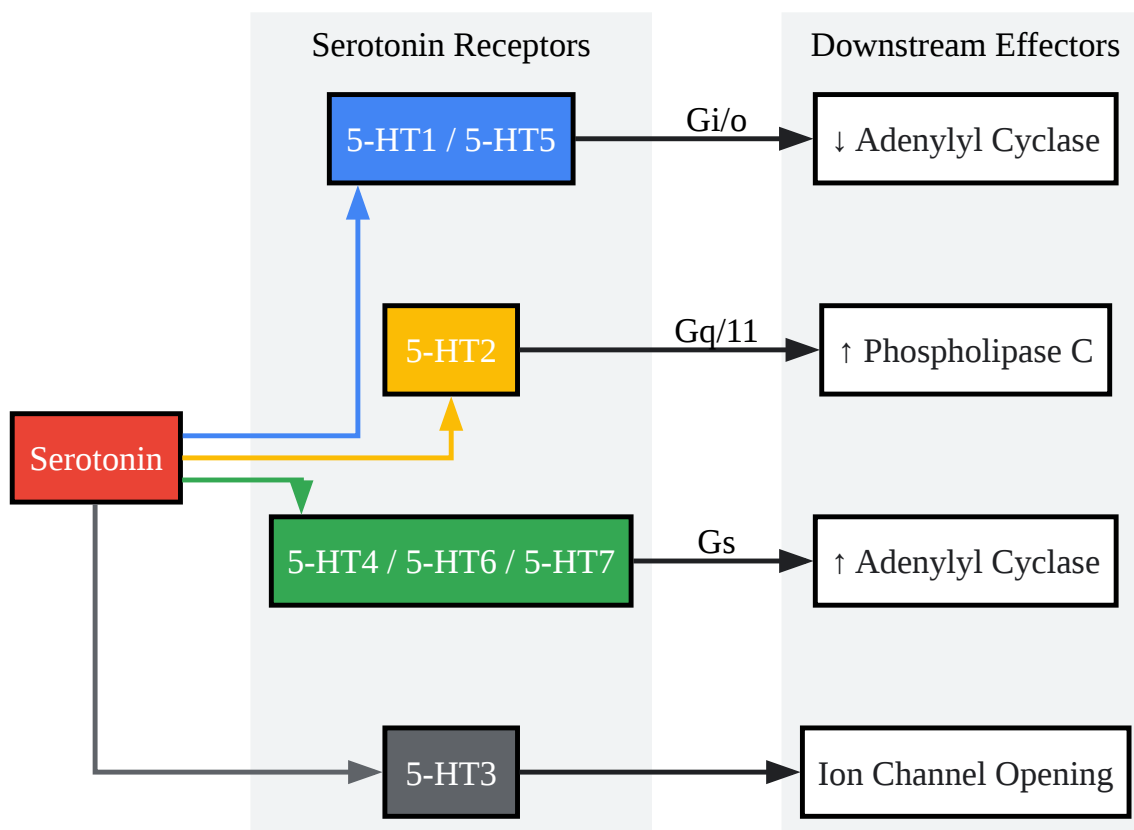 Serotonin Receptors
Downstream Effectors
5-HT1 / 5-HT5
Gi/o
↓ Adenylyl Cyclase
5-HT2
Gq/11
↑ Phospholipase C
Serotonin
5-HT4 / 5-HT6 / 5-HT7
Gs
↑ Adenylyl Cyclase
5-HT3
Ion Channel Opening